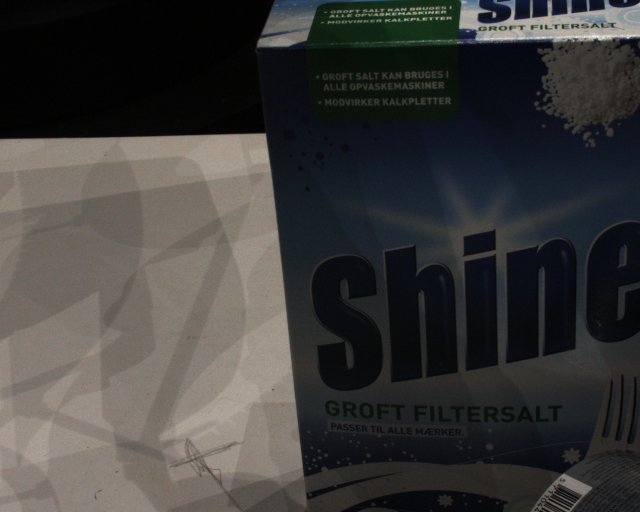 • GROFT SALT KAN BRUGES I
ALLE OPVASKEMASKINER
• MODVIRKER KALKPLETTER
Shine
GROFT FILTERSALT
• GROFT SALT KAN BRUGES I
ALLE OPVASKEMASKINER
• MODVIRKER KALKPLETTER
Shine
GROFT FILTERSALT
PASSER TIL ALLE MÆRKER.